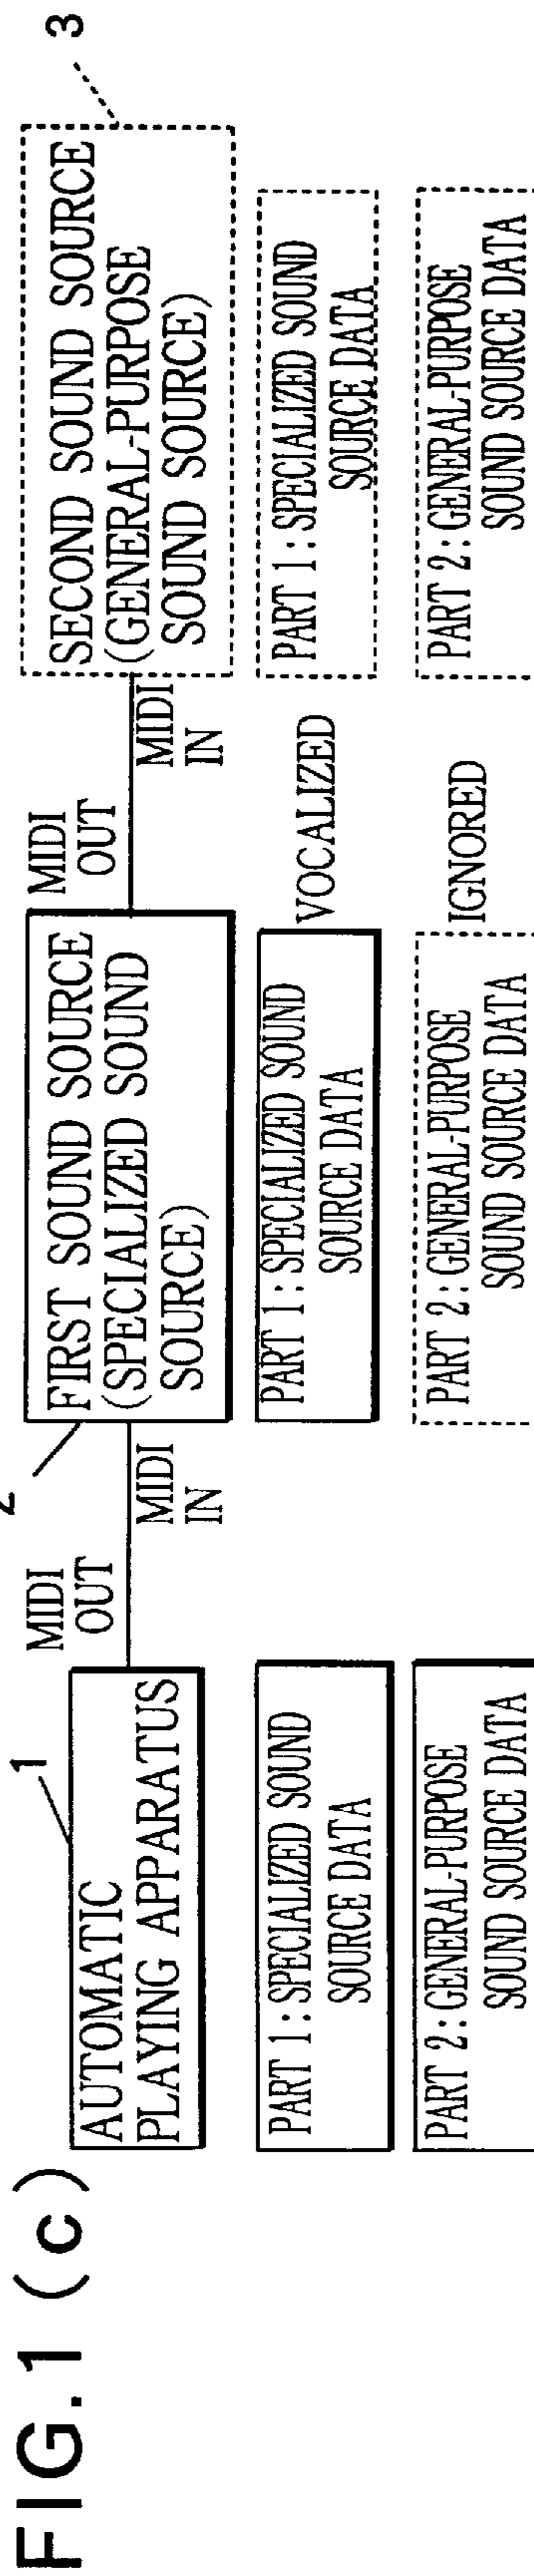 FIG.1 (c)
1
AUTOMATIC
PLAYING APPARATUS
MIDI
OUT
MIDI
IN
2
FIRST SOUND SOURCE
(SPECIALIZED SOUND
SOURCE)
MIDI
OUT
MIDI
IN
3
SECOND SOUND SOURCE
(GENERAL-PURPOSE
SOUND SOURCE)
PART 1 : SPECIALIZED SOUND
SOURCE DATA
PART 1 : SPECIALIZED SOUND
SOURCE DATA
VOCALIZED
PART 1 : SPECIALIZED SOUND
SOURCE DATA
PART 2 : GENERAL-PURPOSE
SOUND SOURCE DATA
PART 2 : GENERAL-PURPOSE
SOUND SOURCE DATA
IGNORED
PART 2 : GENERAL-PURPOSE
SOUND SOURCE DATA